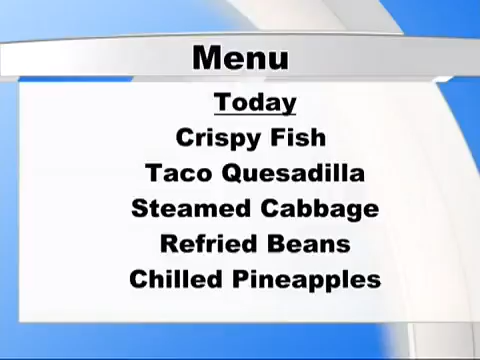 Menu
Today
Crispy Fish
Taco Quesadilla
Steamed Cabbage
Refried Beans
Chilled Pineapples